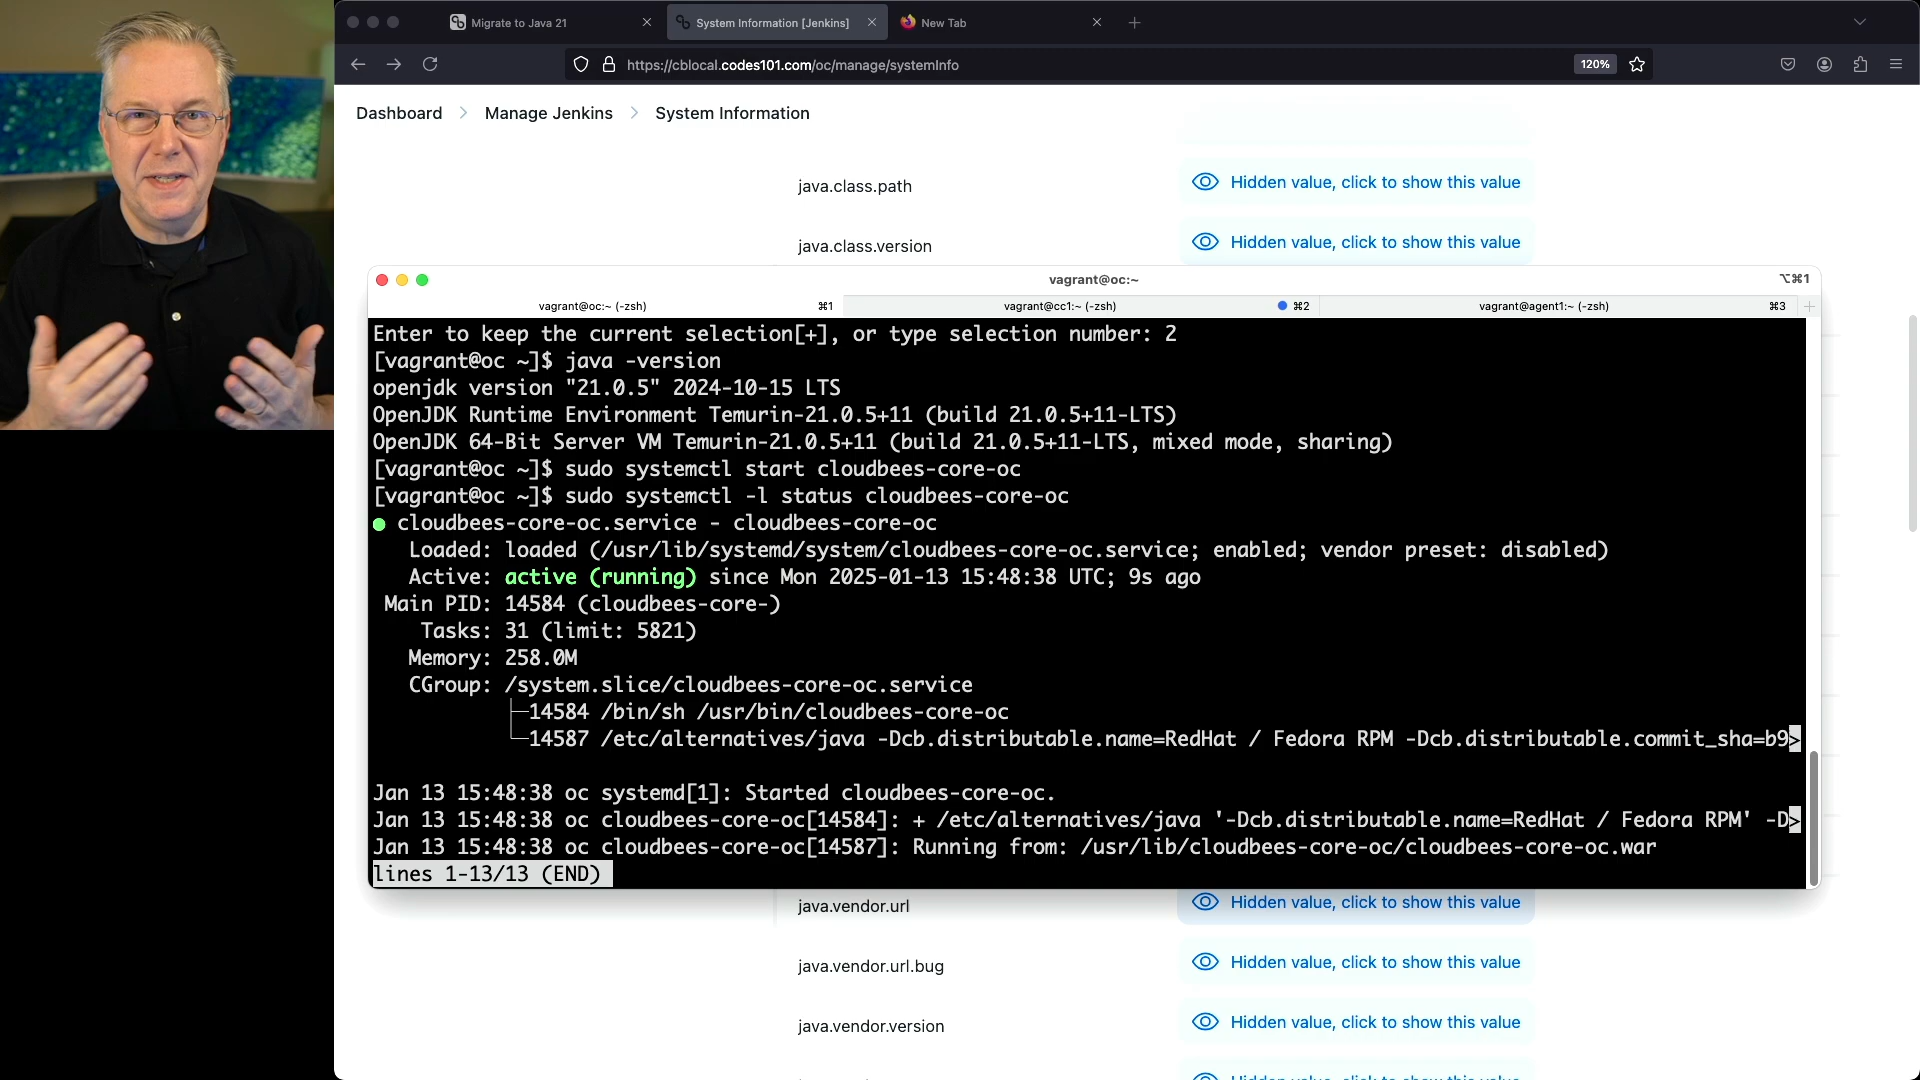 Migrate to Java 21
System Information [Jenkins]
New Tab
https://cblocal.codes101.com/oc/manage/systemInfo
120%
Dashboard > Manage Jenkins > System Information
java.class.path
Hidden value, click to show this value
java.class.version
Hidden value, click to show this value
vagrant@oc:~
⌥⌘1
vagrant@oc:~ (-zsh)
⌘1
vagrant@cc1:~ (-zsh)
⌘2
vagrant@agent1:~ (-zsh)
⌘3
Enter to keep the current selection[+], or type selection number: 2
[vagrant@oc ~]$ java -version
openjdk version "21.0.5" 2024-10-15 LTS
OpenJDK Runtime Environment Temurin-21.0.5+11 (build 21.0.5+11-LTS)
OpenJDK 64-Bit Server VM Temurin-21.0.5+11 (build 21.0.5+11-LTS, mixed mode, sharing)
[vagrant@oc ~]$ sudo systemctl start cloudbees-core-oc
[vagrant@oc ~]$ sudo systemctl -l status cloudbees-core-oc
● cloudbees-core-oc.service - cloudbees-core-oc
Loaded: loaded (/usr/lib/systemd/system/cloudbees-core-oc.service; enabled; vendor preset: disabled)
Active: active (running) since Mon 2025-01-13 15:48:38 UTC; 9s ago
Main PID: 14584 (cloudbees-core-)
Tasks: 31 (limit: 5821)
Memory: 258.0M
CGroup: /system.slice/cloudbees-core-oc.service
├─14584 /bin/sh /usr/bin/cloudbees-core-oc
└─14587 /etc/alternatives/java -Dcb.distributable.name=RedHat / Fedora RPM -Dcb.distributable.commit_sha=b9>
Jan 13 15:48:38 oc systemd[1]: Started cloudbees-core-oc.
Jan 13 15:48:38 oc cloudbees-core-oc[14584]: + /etc/alternatives/java '-Dcb.distributable.name=RedHat / Fedora RPM' -D>
Jan 13 15:48:38 oc cloudbees-core-oc[14587]: Running from: /usr/lib/cloudbees-core-oc/cloudbees-core-oc.war
lines 1-13/13 (END)
java.vendor.url
Hidden value, click to show this value
java.vendor.url.bug
Hidden value, click to show this value
java.vendor.version
Hidden value, click to show this value